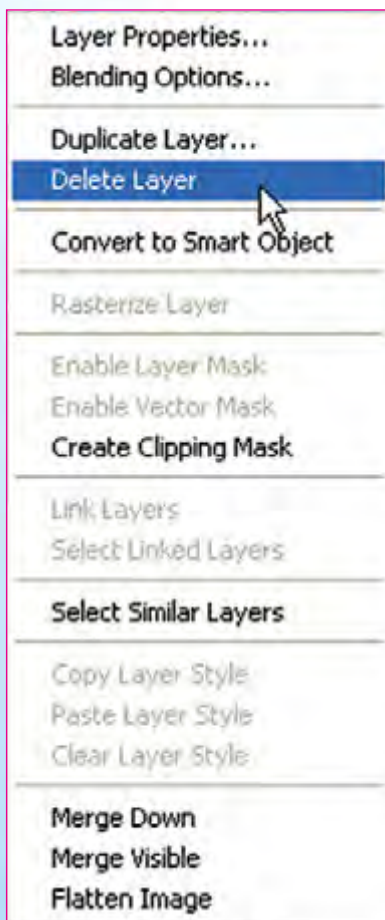 Layer Properties...
Blending Options...
Duplicate Layer...
Delete Layer
Convert to Smart Object
Rasterize Layer
Enable Layer Mask
Enable Vector Mask
Create Clipping Mask
Link Layers
Select Linked Layers
Select Similar Layers
Copy Layer Style
Paste Layer Style
Clear Layer Style
Merge Down
Merge Visible
Flatten Image